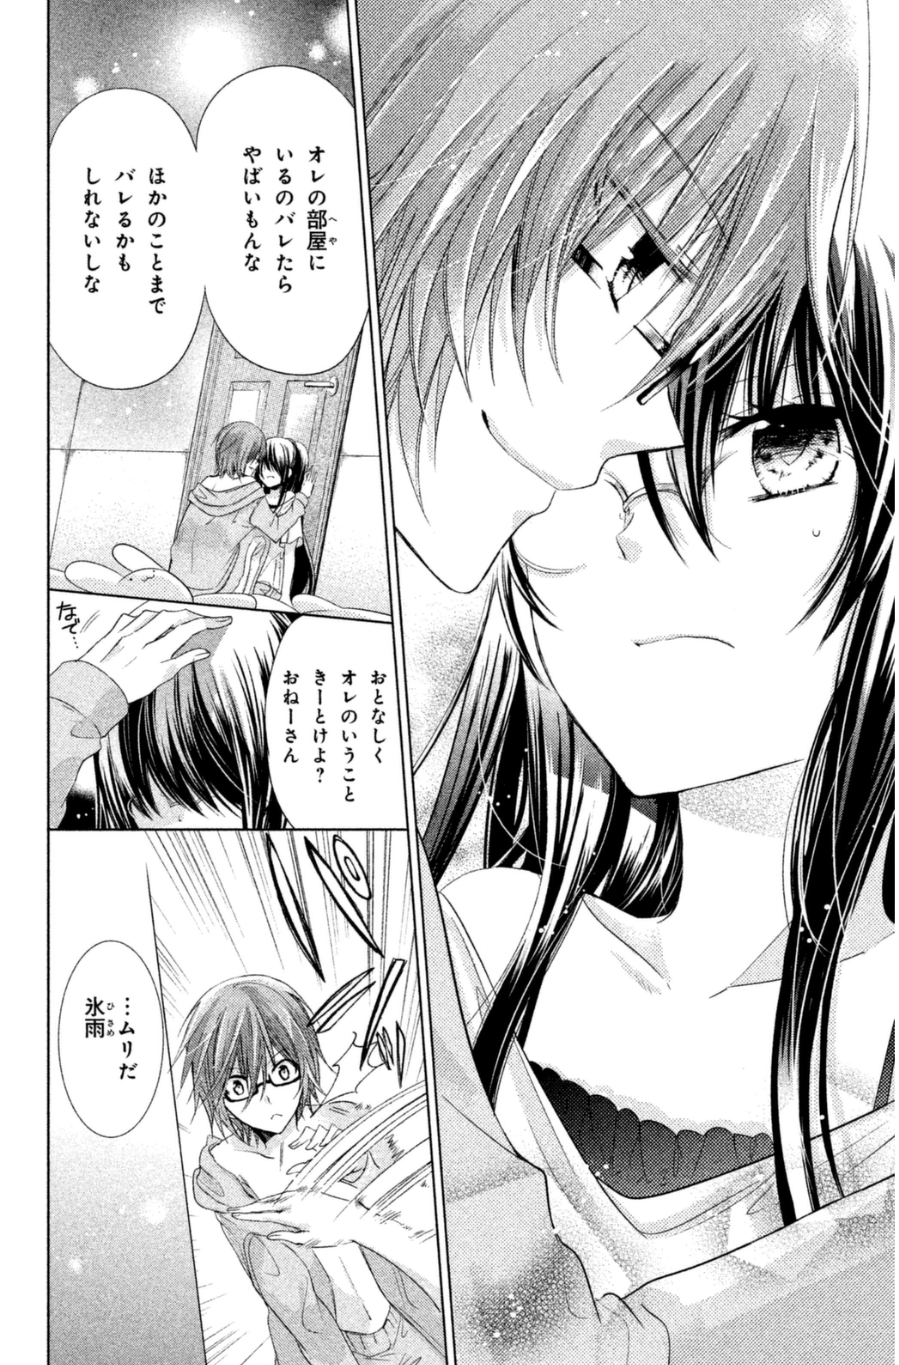 オレの部屋に
いるのバレたら
やばいもんな
ほかのことまで
バレるかも
しれないしな
なで…
おとなしく
オレのいうこと
きーとけよ?
おねーさん
…ムリだ
氷雨